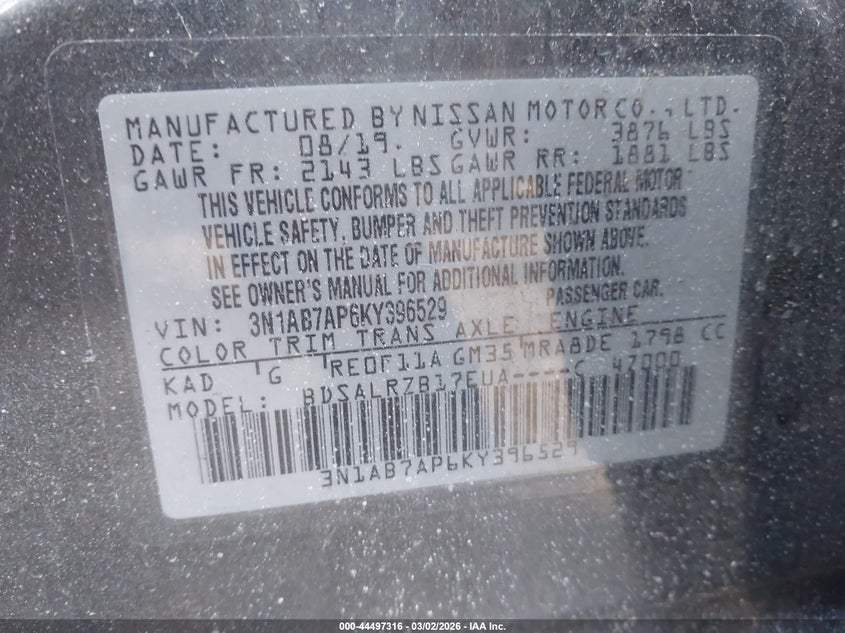 MANUFACTURED BY NISSAN MOTOR CO., LTD.
DATE: 08/19. GVWR: 3876 LBS
GAWR FR: 2143 LBS GAWR RR: 1881 LBS
THIS VEHICLE CONFORMS TO ALL APPLICABLE FEDERAL MOTOR
VEHICLE SAFETY, BUMPER AND THEFT PREVENTION STANDARDS
IN EFFECT ON THE DATE OF MANUFACTURE SHOWN ABOVE.
SEE OWNER'S MANUAL FOR ADDITIONAL INFORMATION.
VIN: 3N1AB7AP6KY396529 PASSENGER CAR.
COLOR TRIM TRANS AXLE ENGINE
KAD G RE0F11A GM35 MRA8DE 1798 CC
MODEL: BDSALRZB17EUA----C 47000
3N1AB7AP6KY396529
000-44497316 - 03/02/2026 - IAA Inc.